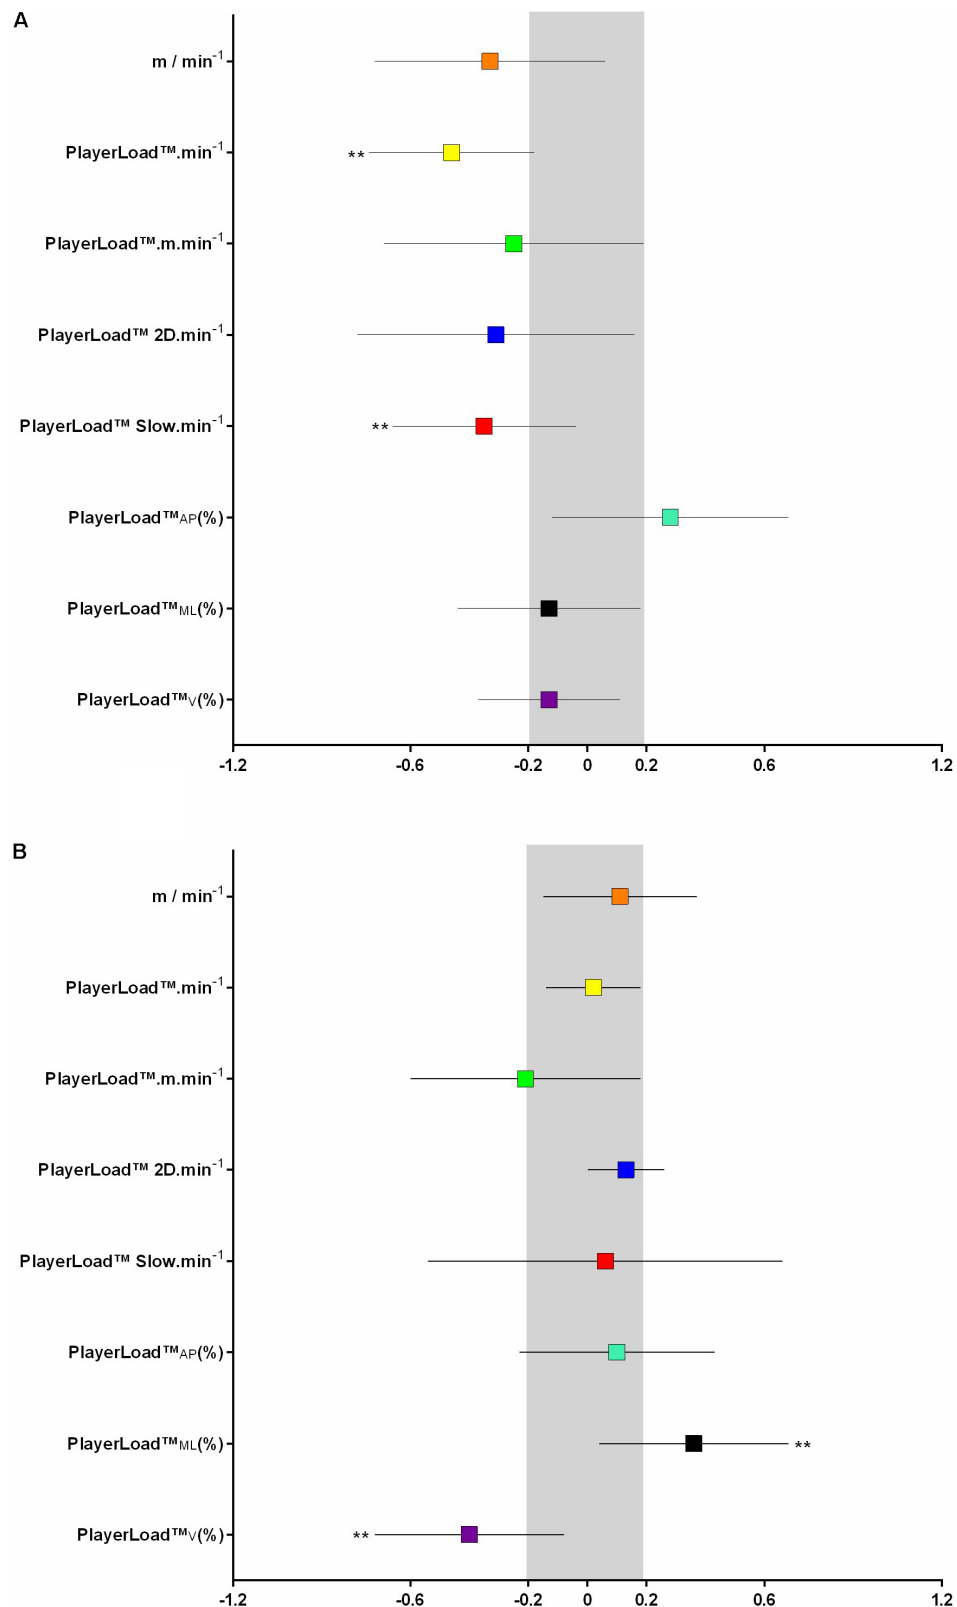 A
m / min⁻¹
** PlayerLoad™.min⁻¹
PlayerLoad™.m.min⁻¹
PlayerLoad™ 2D.min⁻¹
PlayerLoad™ Slow.min⁻¹ **
PlayerLoad™AP(%)
PlayerLoad™ML(%)
PlayerLoad™V(%)
-1.2 -0.6 -0.2 0 0.2 0.6 1.2
B
m / min⁻¹
PlayerLoad™.min⁻¹
PlayerLoad™.m.min⁻¹
PlayerLoad™ 2D.min⁻¹
PlayerLoad™ Slow.min⁻¹
PlayerLoad™AP(%)
PlayerLoad™ML(%) **
PlayerLoad™V(%) **
-1.2 -0.6 -0.2 0 0.2 0.6 1.2